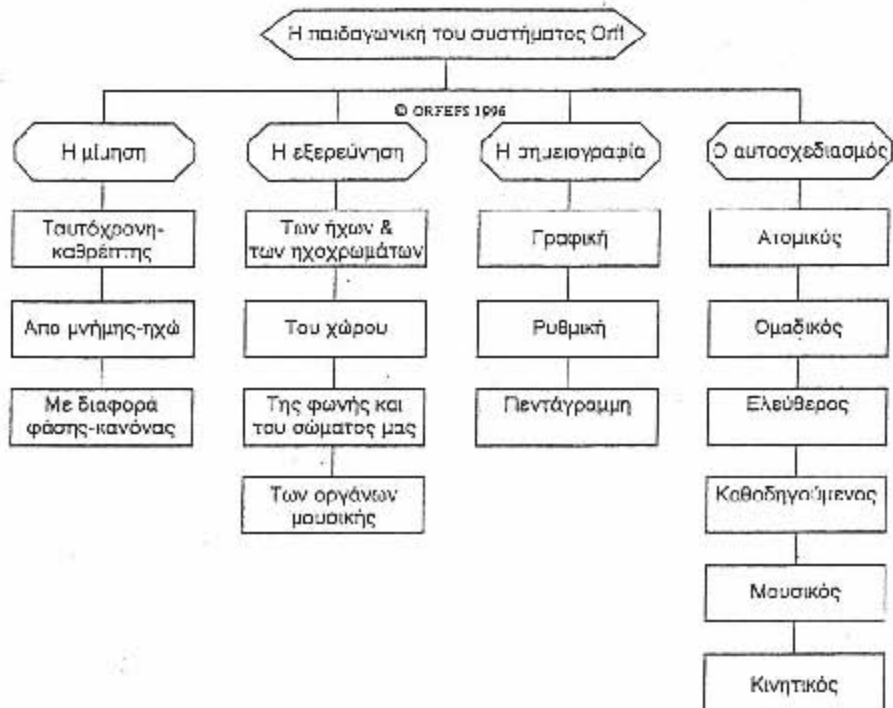 Η παιδαγωγική του συστήματος Orff
© ORFEFS 1996
Η μίμηση
Η εξερεύνηση
Η σημειογραφία
Ο αυτοσχεδιασμός
Ταυτόχρονη-
καθρέπτης
Των ήχων &
των ηχοχρωμάτων
Γραφική
Ατομικός
Απο μνήμης-ηχώ
Του χώρου
Ρυθμική
Ομαδικός
Με διαφορά
φάσης-κανόνας
Της φωνής και
του σώματος μας
Πεντάγραμμη
Ελεύθερος
Των οργάνων
μουσικής
Καθοδηγούμενος
Μουσικός
Κινητικός